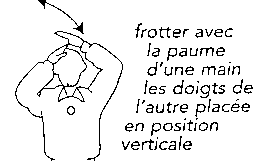 frotter avec
la paume
d'une main
les doigts de
l'autre placée
en position
verticale